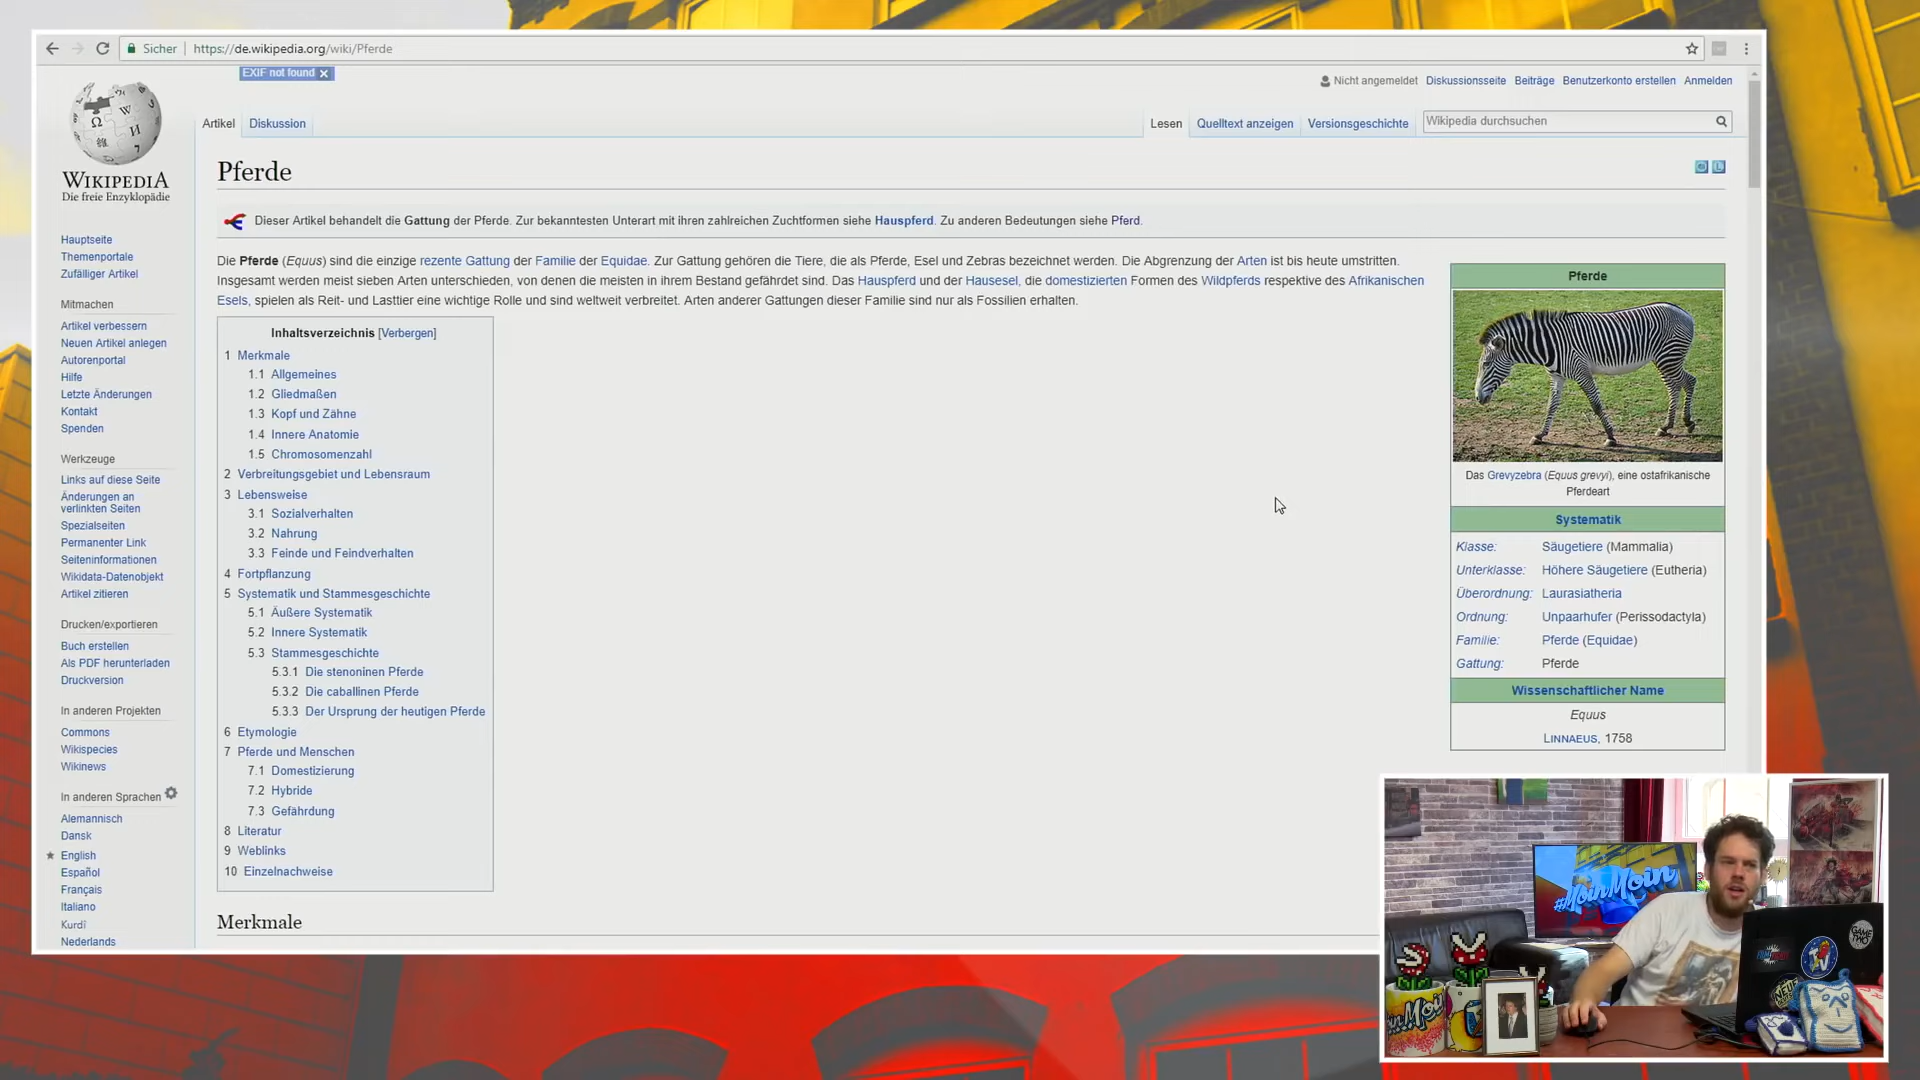 Sicher https://de.wikipedia.org/wiki/Pferde
EXIF not found
Nicht angemeldet Diskussionsseite Beiträge Benutzerkonto erstellen Anmelden
Artikel Diskussion
Lesen Quelltext anzeigen Versionsgeschichte
Wikipedia durchsuchen
WIKIPEDIA
Die freie Enzyklopädie
Hauptseite
Themenportale
Zufälliger Artikel
Mitmachen
Artikel verbessern
Neuen Artikel anlegen
Autorenportal
Hilfe
Letzte Änderungen
Kontakt
Spenden
Werkzeuge
Links auf diese Seite
Änderungen an
verlinkten Seiten
Spezialseiten
Permanenter Link
Seiteninformationen
Wikidata-Datenobjekt
Artikel zitieren
Drucken/exportieren
Buch erstellen
Als PDF herunterladen
Druckversion
In anderen Projekten
Commons
Wikispecies
Wikinews
In anderen Sprachen
Alemannisch
Dansk
English
Español
Français
Italiano
Kurdî
Nederlands
Pferde
Dieser Artikel behandelt die Gattung der Pferde. Zur bekanntesten Unterart mit ihren zahlreichen Zuchtformen siehe Hauspferd. Zu anderen Bedeutungen siehe Pferd.
Die Pferde (Equus) sind die einzige rezente Gattung der Familie der Equidae. Zur Gattung gehören die Tiere, die als Pferde, Esel und Zebras bezeichnet werden. Die Abgrenzung der Arten ist bis heute umstritten.
Insgesamt werden meist sieben Arten unterschieden, von denen die meisten in ihrem Bestand gefährdet sind. Das Hauspferd und der Hausesel, die domestizierten Formen des Wildpferds respektive des Afrikanischen
Esels, spielen als Reit- und Lasttier eine wichtige Rolle und sind weltweit verbreitet. Arten anderer Gattungen dieser Familie sind nur als Fossilien erhalten.
Inhaltsverzeichnis [Verbergen]
1 Merkmale
1.1 Allgemeines
1.2 Gliedmaßen
1.3 Kopf und Zähne
1.4 Innere Anatomie
1.5 Chromosomenzahl
2 Verbreitungsgebiet und Lebensraum
3 Lebensweise
3.1 Sozialverhalten
3.2 Nahrung
3.3 Feinde und Feindverhalten
4 Fortpflanzung
5 Systematik und Stammesgeschichte
5.1 Äußere Systematik
5.2 Innere Systematik
5.3 Stammesgeschichte
5.3.1 Die stenoninen Pferde
5.3.2 Die caballinen Pferde
5.3.3 Der Ursprung der heutigen Pferde
6 Etymologie
7 Pferde und Menschen
7.1 Domestizierung
7.2 Hybride
7.3 Gefährdung
8 Literatur
9 Weblinks
10 Einzelnachweise
Merkmale
Pferde
Das Grevyzebra (Equus grevyi), eine ostafrikanische
Pferdeart
Systematik
Klasse: Säugetiere (Mammalia)
Unterklasse: Höhere Säugetiere (Eutheria)
Überordnung: Laurasiatheria
Ordnung: Unpaarhufer (Perissodactyla)
Familie: Pferde (Equidae)
Gattung: Pferde
Wissenschaftlicher Name
Equus
LINNAEUS, 1758
#MoinMoin
GAME
TWO
MoinMoin